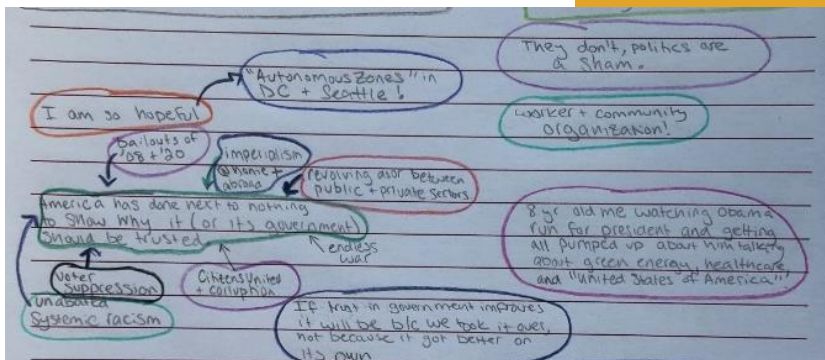 "Autonomous Zones" in
DC + Seattle!
I am so hopeful
bailouts of
'08 + '20
imperialism
@home +
abroad
revolving door between
public + private sectors
America has done next to nothing
to show why it (or its government)
should be trusted
endless
war
voter
suppression
Citizens United
+ corruption
unabated
systemic racism
If trust in government improves
it will be b/c we took it over,
not because it got better on
its own
They don't, politics are
a sham.
worker + community
organization!
8 yr old me watching Obama
run for president and getting
all pumped up about him talking
about green energy, healthcare,
and "United States of America"!